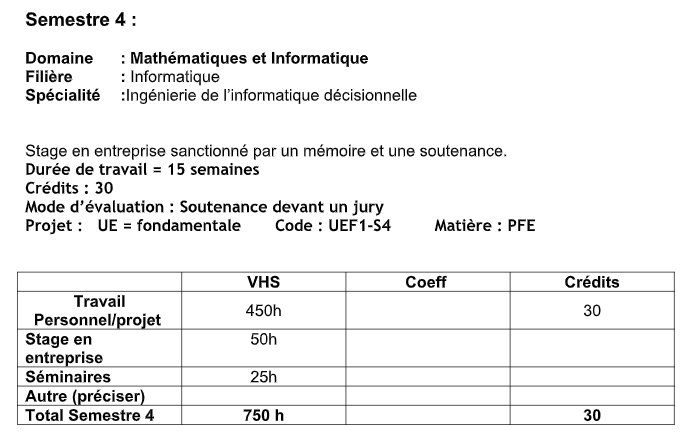 Semestre 4 :
Domaine : Mathématiques et Informatique
Filière : Informatique
Spécialité :Ingénierie de l'informatique décisionnelle
Stage en entreprise sanctionné par un mémoire et une soutenance.
Durée de travail = 15 semaines
Crédits : 30
Mode d'évaluation : Soutenance devant un jury
Projet : UE = fondamentale Code : UEF1-S4 Matière : PFE
VHS Coeff Crédits
Travail
Personnel/projet 450h 30
Stage en 50h
entreprise
Séminaires 25h
Autre (préciser)
Total Semestre 4 750 h 30